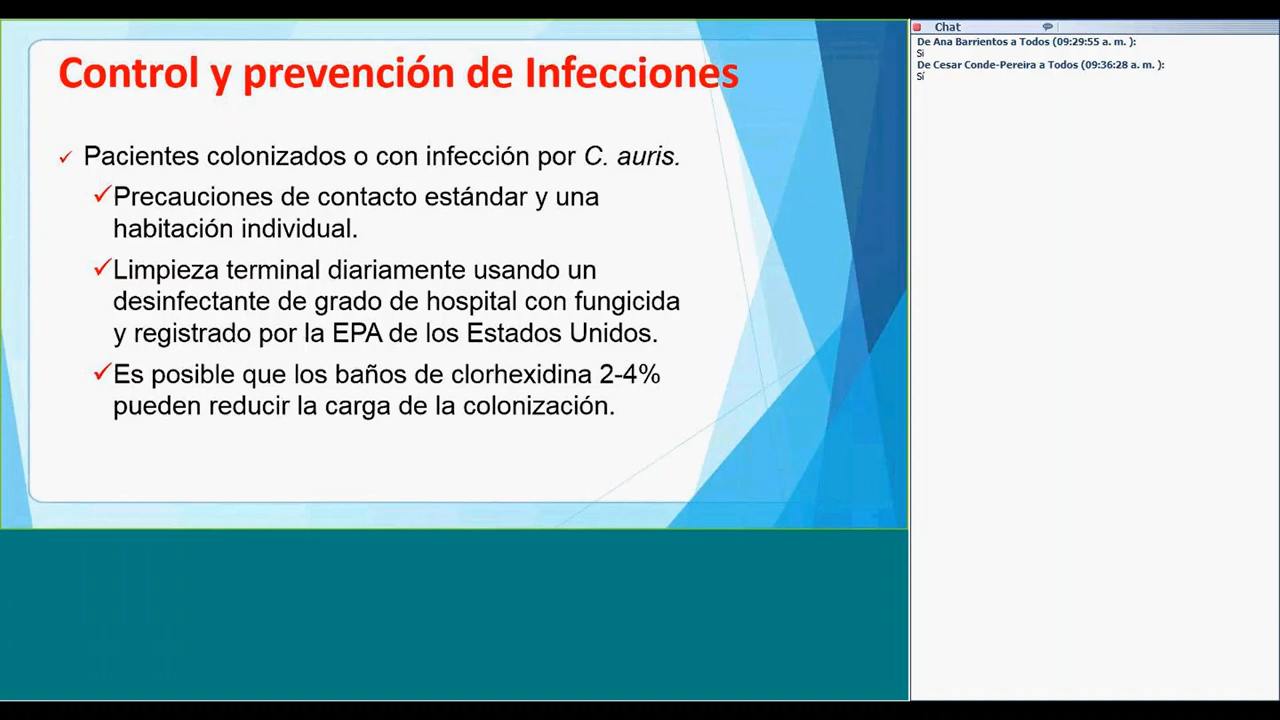 Control y prevención de Infecciones
✓ Pacientes colonizados o con infección por C. auris.
✓Precauciones de contacto estándar y una
habitación individual.
✓Limpieza terminal diariamente usando un
desinfectante de grado de hospital con fungicida
y registrado por la EPA de los Estados Unidos.
✓Es posible que los baños de clorhexidina 2-4%
pueden reducir la carga de la colonización.
Chat
De Ana Barrientos a Todos (09:29:55 a. m. ):
Si
De Cesar Conde-Pereira a Todos (09:36:28 a. m. ):
Sí